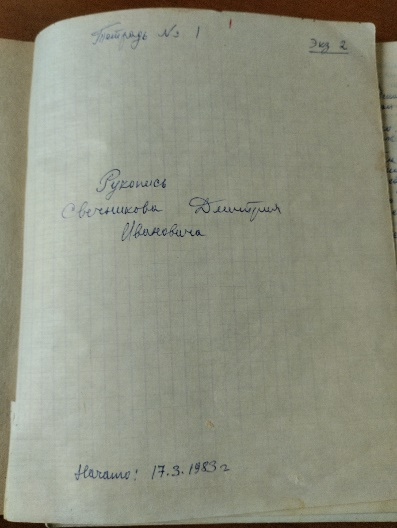 Тетрадь № 1
Экз 2
Рукопись
Свечникова Дмитрия
Ивановича
Начато: 17.3.1983 г